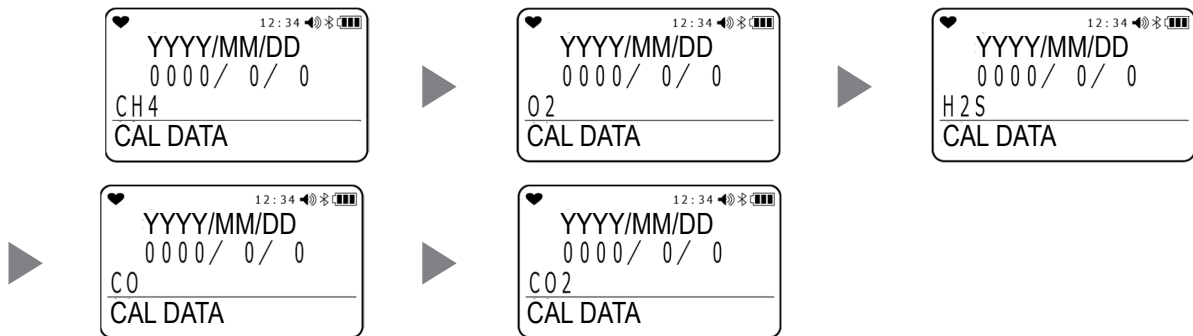 12:34
YYYY/MM/DD
0000/ 0/ 0
CH4
CAL DATA
12:34
YYYY/MM/DD
0000/ 0/ 0
O2
CAL DATA
12:34
YYYY/MM/DD
0000/ 0/ 0
H2S
CAL DATA
12:34
YYYY/MM/DD
0000/ 0/ 0
CO
CAL DATA
12:34
YYYY/MM/DD
0000/ 0/ 0
CO2
CAL DATA